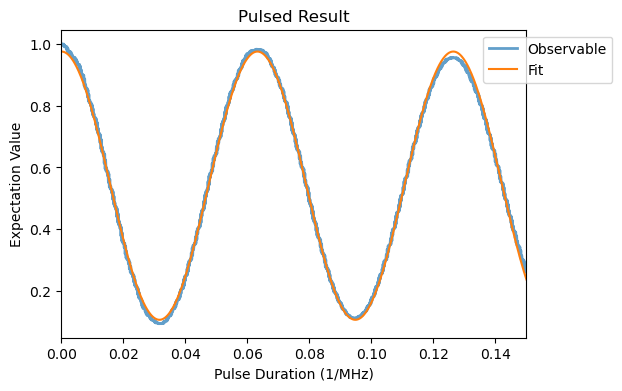 Pulsed Result
Observable
Fit
Expectation Value
1.0
0.8
0.6
0.4
0.2
0.00
0.02
0.04
0.06
0.08
0.10
0.12
0.14
Pulse Duration (1/MHz)